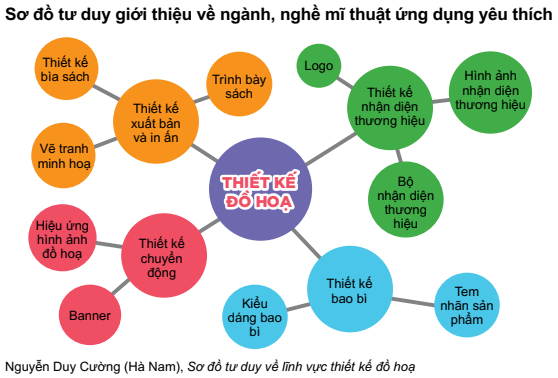 Sơ đồ tư duy giới thiệu về ngành, nghề mĩ thuật ứng dụng yêu thích
Thiết kế
bìa sách
Trình bày
sách
Thiết kế
xuất bản
và in ấn
Vẽ tranh
minh hoạ
Logo
Thiết kế
nhận diện
thương hiệu
Hình ảnh
nhận diện
thương hiệu
Bộ
nhận diện
thương
hiệu
THIẾT KẾ
ĐỒ HOẠ
Hiệu ứng
hình ảnh
đồ hoạ
Thiết kế
chuyển
động
Banner
Thiết kế
bao bì
Kiểu
dáng bao
bì
Tem
nhãn sản
phẩm
Nguyễn Duy Cường (Hà Nam), Sơ đồ tư duy về lĩnh vực thiết kế đồ hoạ